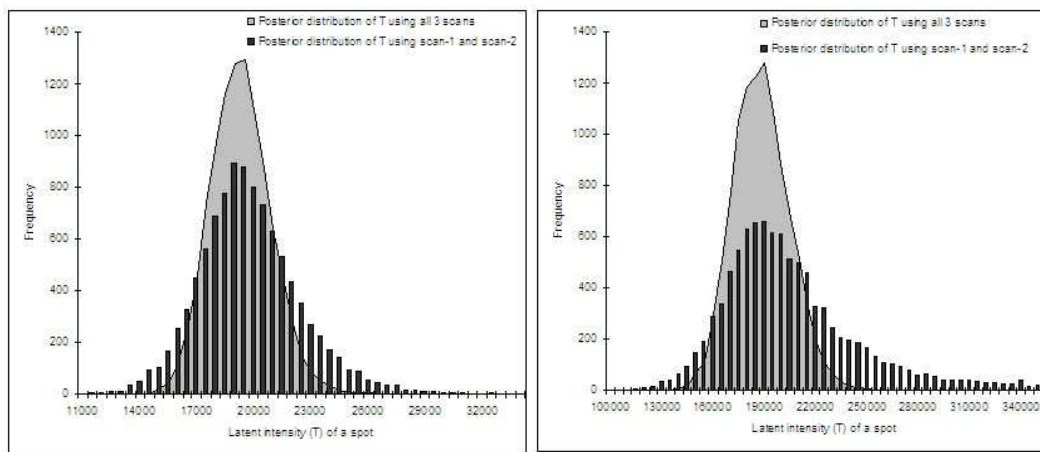 Posterior distribution of T using all 3 scans
Posterior distribution of T using scan-1 and scan-2
1400
1200
1000
800
600
400
200
0
Frequency
11000 14000 17000 20000 23000 26000 29000 32000
Latent intensity (T) of a spot
Posterior distribution of T using all 3 scans
Posterior distribution of T using scan-1 and scan-2
1400
1200
1000
800
600
400
200
0
Frequency
100000 130000 160000 190000 220000 250000 280000 310000 340000
Latent intensity (T) of a spot